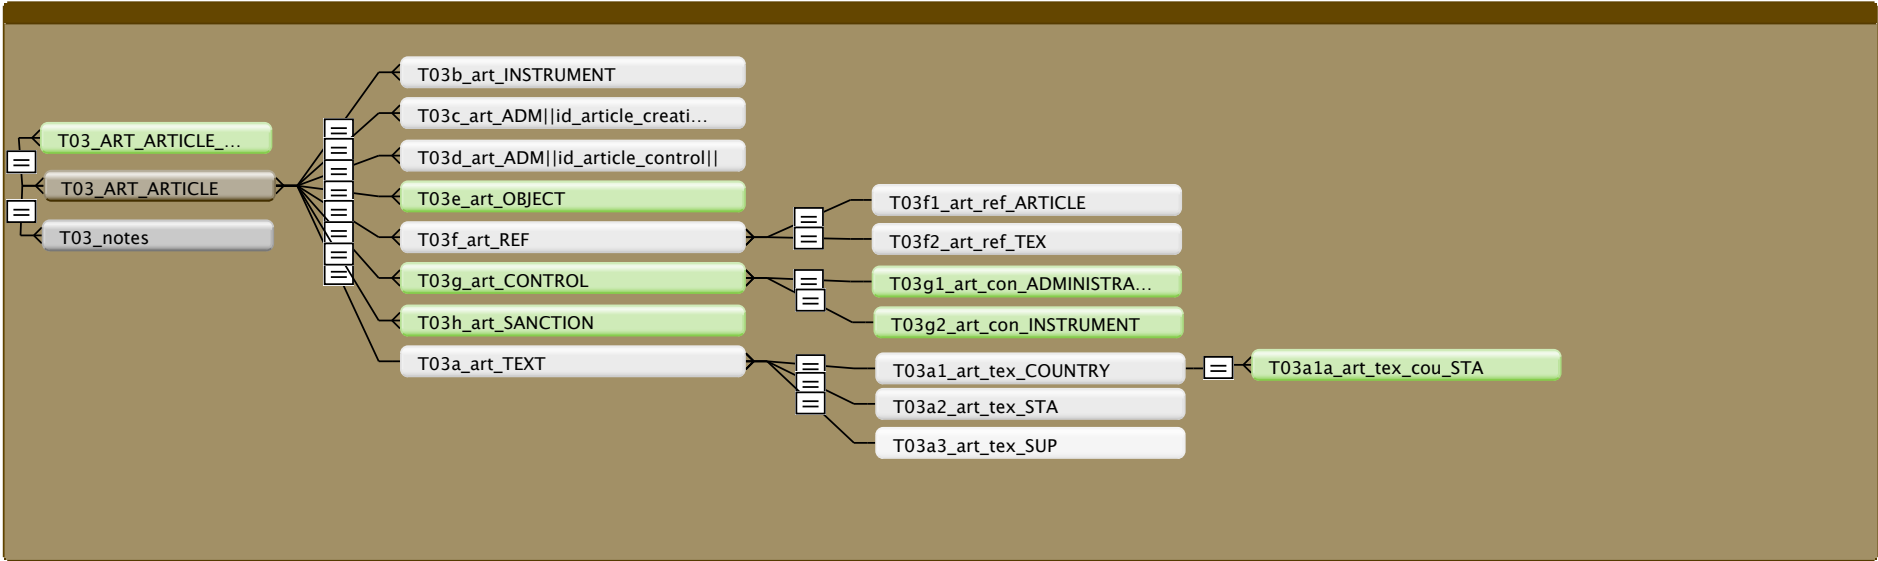 T03_ART_ARTICLE_...
T03_ART_ARTICLE
T03_notes
T03b_art_INSTRUMENT
T03c_art_ADM||id_article_creati...
T03d_art_ADM||id_article_control||
T03e_art_OBJECT
T03f_art_REF
T03g_art_CONTROL
T03h_art_SANCTION
T03a_art_TEXT
T03f1_art_ref_ARTICLE
T03f2_art_ref_TEX
T03g1_art_con_ADMINISTRA...
T03g2_art_con_INSTRUMENT
T03a1_art_tex_COUNTRY
T03a2_art_tex_STA
T03a3_art_tex_SUP
T03a1a_art_tex_cou_STA